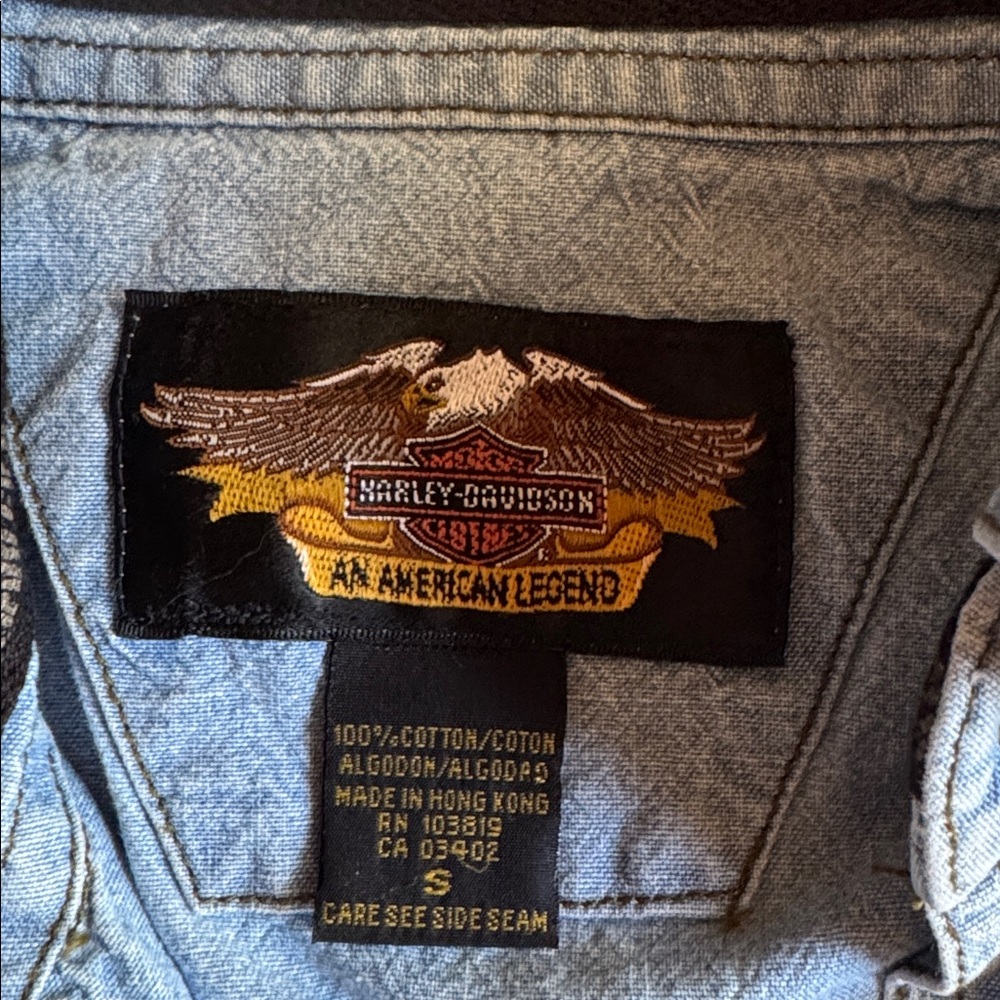 MOTOR
HARLEY-DAVIDSON
CYCLES
AN AMERICAN LEGEND
100% COTTON/COTON
ALGODON/ALGODAO
MADE IN HONG KONG
RN 103819
CA 03402
S
CARE SEE SIDE SEAM